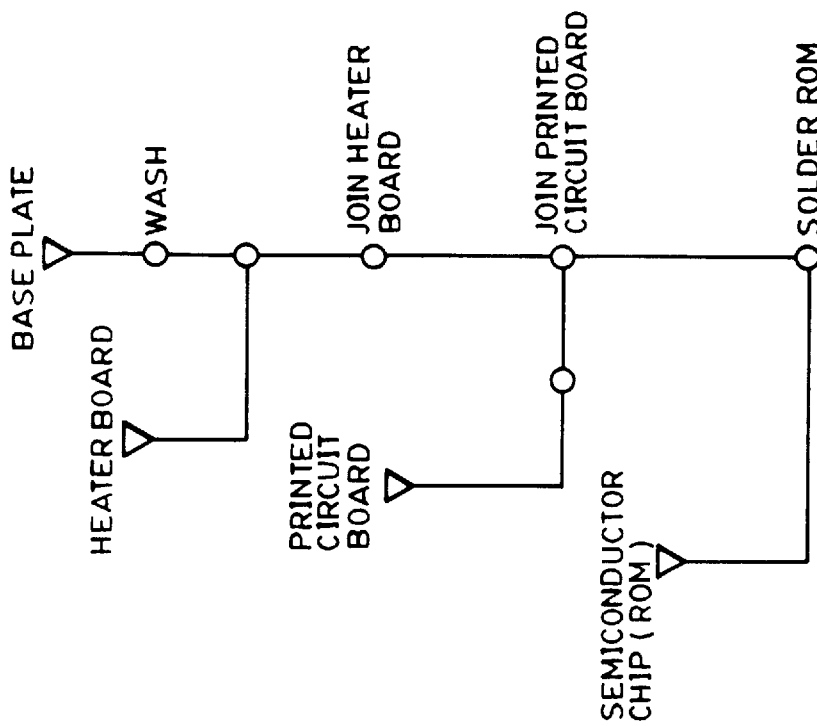 BASE PLATE
WASH
HEATER BOARD
JOIN HEATER
BOARD
PRINTED
CIRCUIT
BOARD
JOIN PRINTED
CIRCUIT BOARD
SEMICONDUCTOR
CHIP ( ROM )
SOLDER ROM